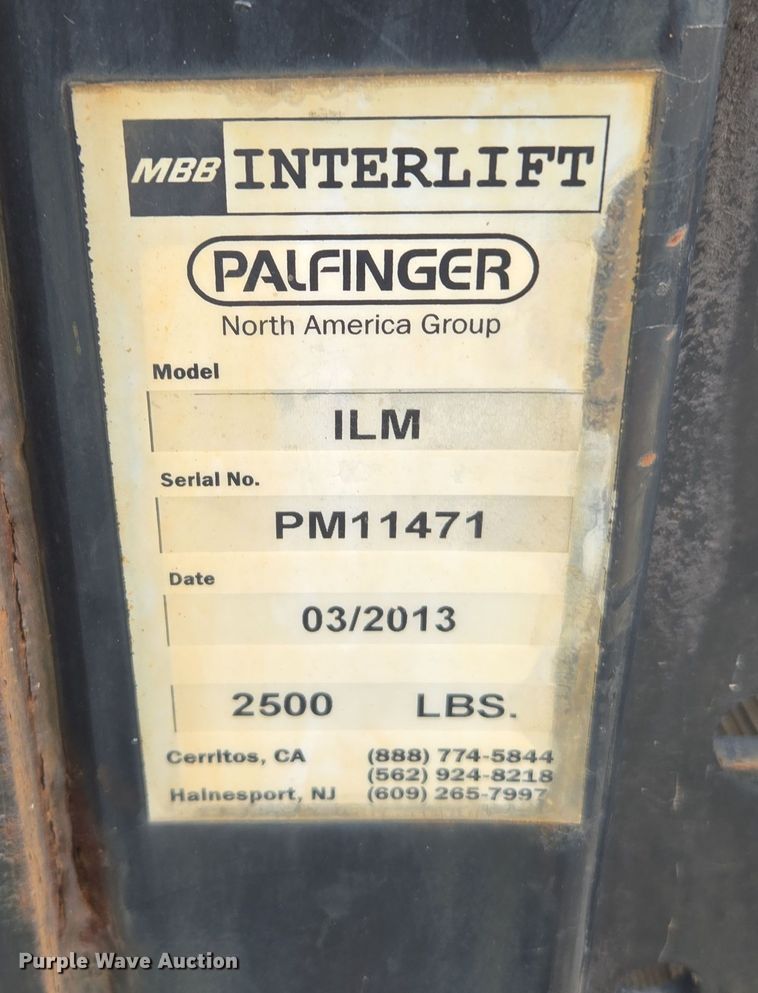 MBB INTERLIFT
PALFINGER
North America Group
Model
ILM
Serial No.
PM11471
Date
03/2013
2500 LBS.
Cerritos, CA (888) 774-5844
(562) 924-8218
Hainesport, NJ (609) 265-7997
Purple Wave Auction